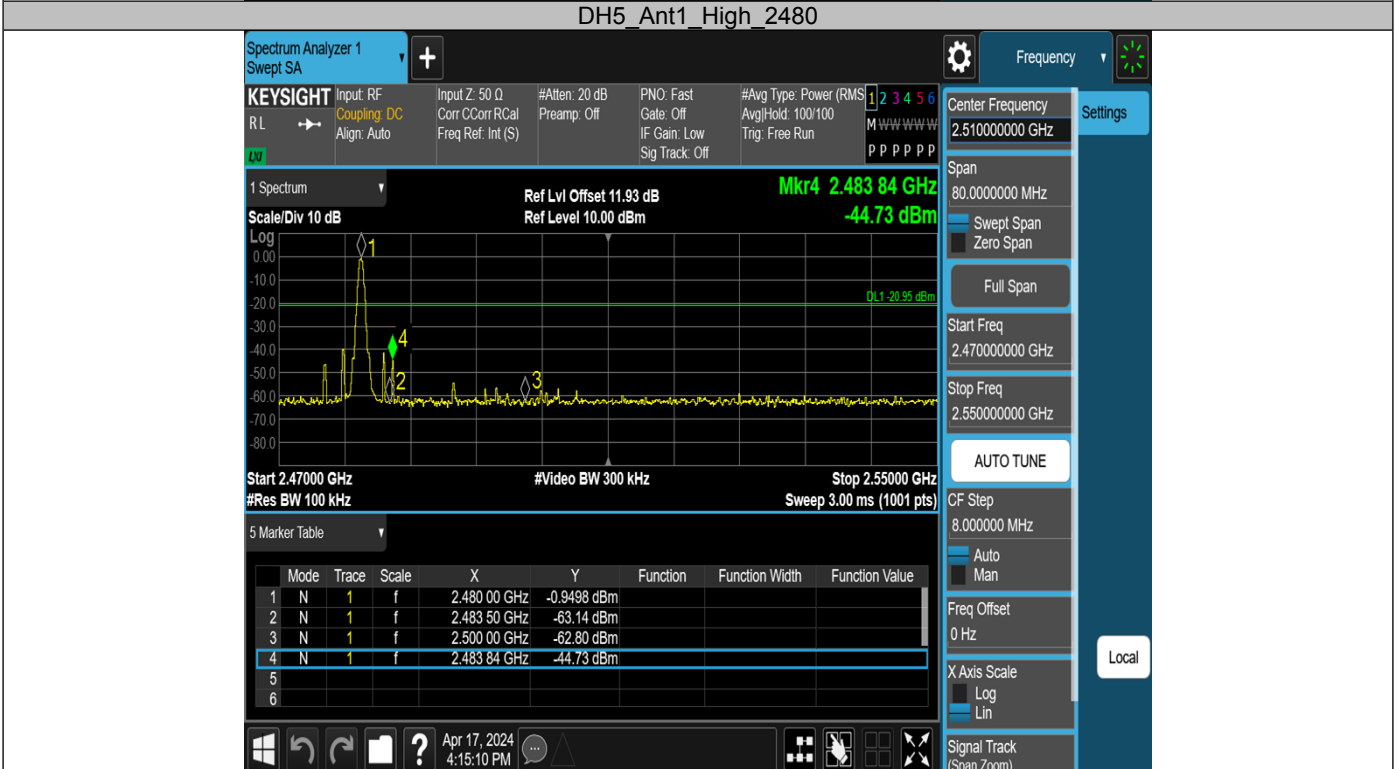 DH5_Ant1_High_2480
Spectrum Analyzer 1
Swept SA
+
Frequency
KEYSIGHT
RL
LXI
Input: RF
Coupling: DC
Align: Auto
Input Z: 50 Ω
Corr CCorr RCal
Freq Ref: Int (S)
#Atten: 20 dB
Preamp: Off
PNO: Fast
Gate: Off
IF Gain: Low
Sig Track: Off
#Avg Type: Power (RMS
Avg|Hold: 100/100
Trig: Free Run
1 2 3 4 5 6
M W W W W W
P P P P P P
1 Spectrum
Scale/Div 10 dB
Ref Lvl Offset 11.93 dB
Ref Level 10.00 dBm
Mkr4 2.483 84 GHz
-44.73 dBm
Log
0.00
-10.0
-20.0
-30.0
-40.0
-50.0
-60.0
-70.0
-80.0
1
4
2
3
DL1 -20.95 dBm
Start 2.47000 GHz
#Video BW 300 kHz
Stop 2.55000 GHz
#Res BW 100 kHz
Sweep 3.00 ms (1001 pts)
5 Marker Table
Mode Trace Scale X Y Function Function Width Function Value
1 N 1 f 2.480 00 GHz -0.9498 dBm
2 N 1 f 2.483 50 GHz -63.14 dBm
3 N 1 f 2.500 00 GHz -62.80 dBm
4 N 1 f 2.483 84 GHz -44.73 dBm
5
6
?
Apr 17, 2024
4:15:10 PM
Center Frequency
2.510000000 GHz
Settings
Span
80.0000000 MHz
Swept Span
Zero Span
Full Span
Start Freq
2.470000000 GHz
Stop Freq
2.550000000 GHz
AUTO TUNE
CF Step
8.000000 MHz
Auto
Man
Freq Offset
0 Hz
X Axis Scale
Log
Lin
Local
Signal Track
(Span Zoom)